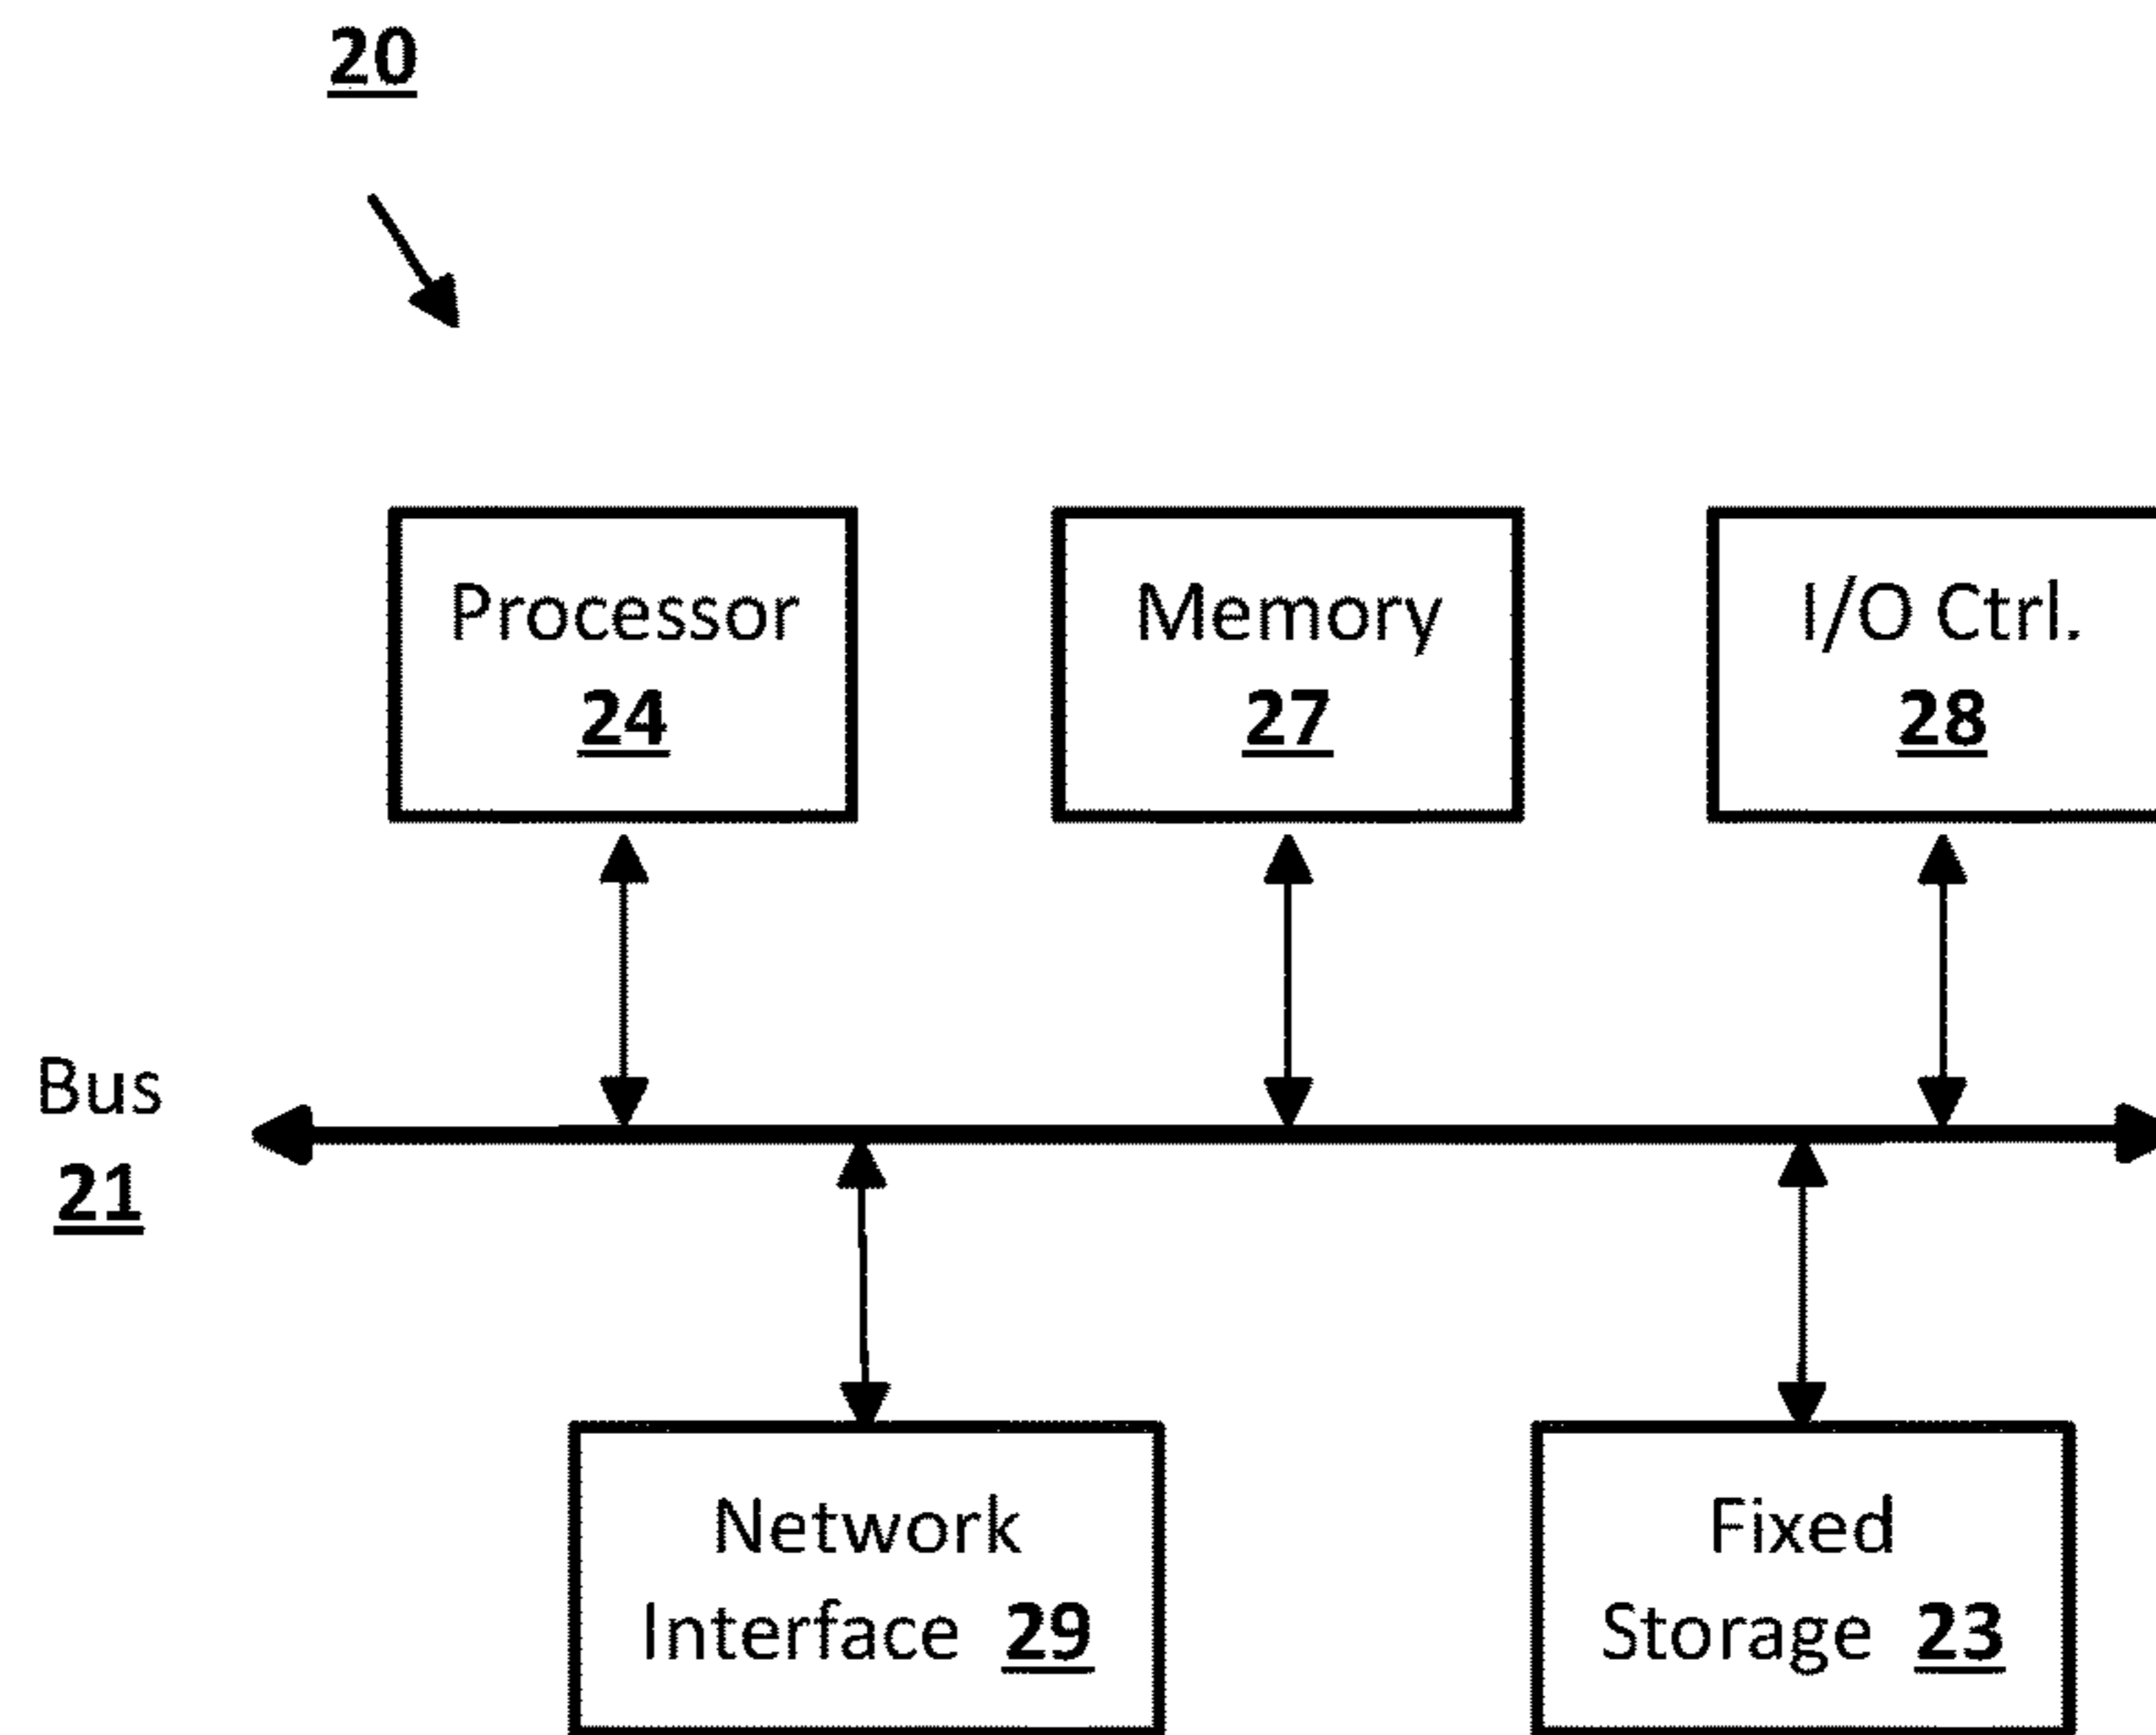 20
Processor
24
Memory
27
I/O Ctrl.
28
Bus
21
Network
Interface 29
Fixed
Storage 23